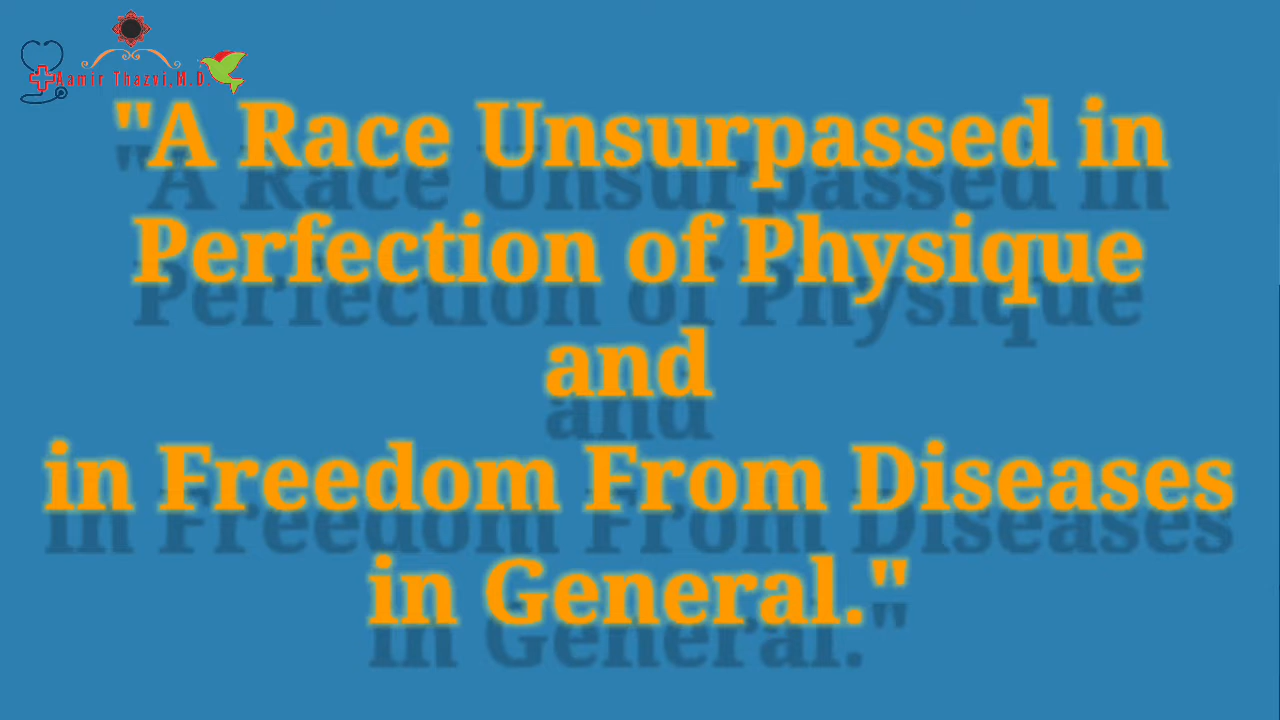 Aamir Thazvi,M.D.
"A Race Unsurpassed in
Perfection of Physique
and
in Freedom From Diseases
in General."